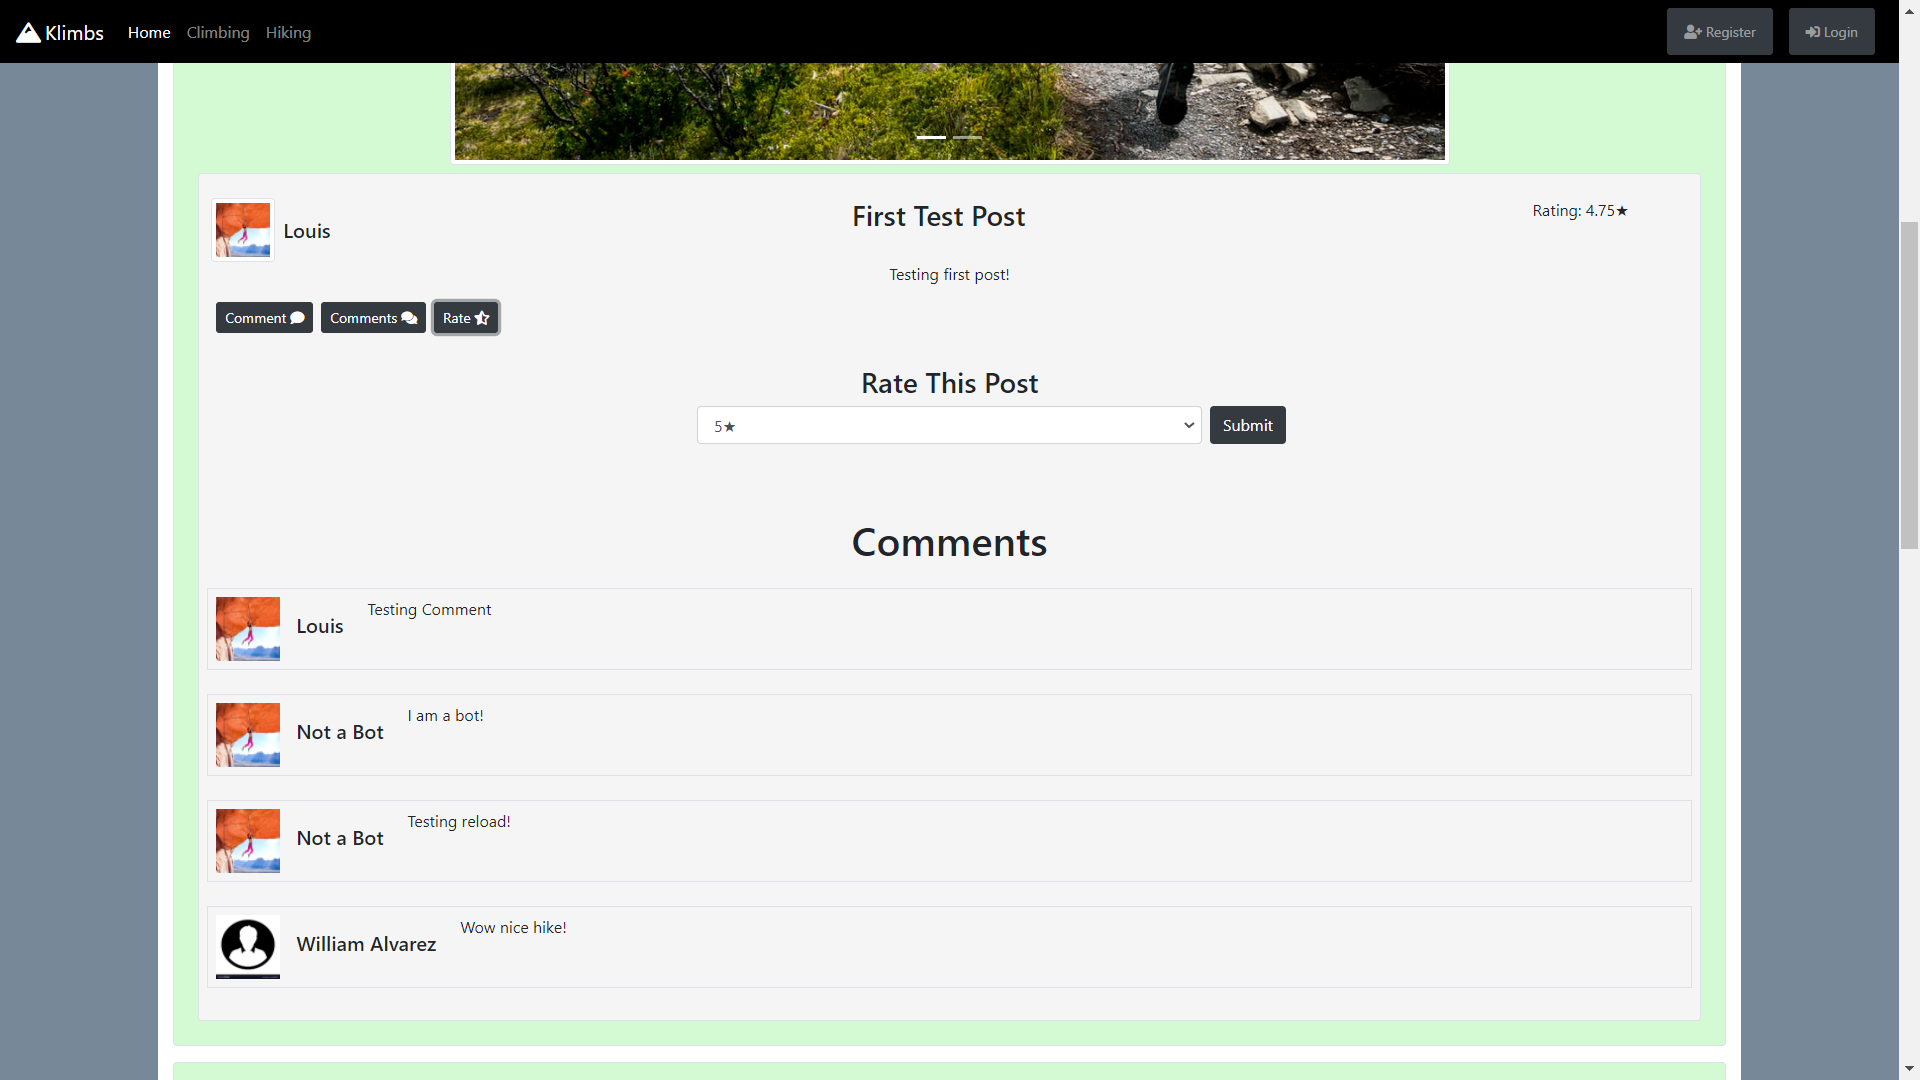 Klimbs Home Climbing Hiking Register Login
Louis
First Test Post
Rating: 4.75★
Testing first post!
Comment Comments Rate
Rate This Post
5★
Submit
Comments
Louis Testing Comment
Not a Bot I am a bot!
Not a Bot Testing reload!
William Alvarez Wow nice hike!